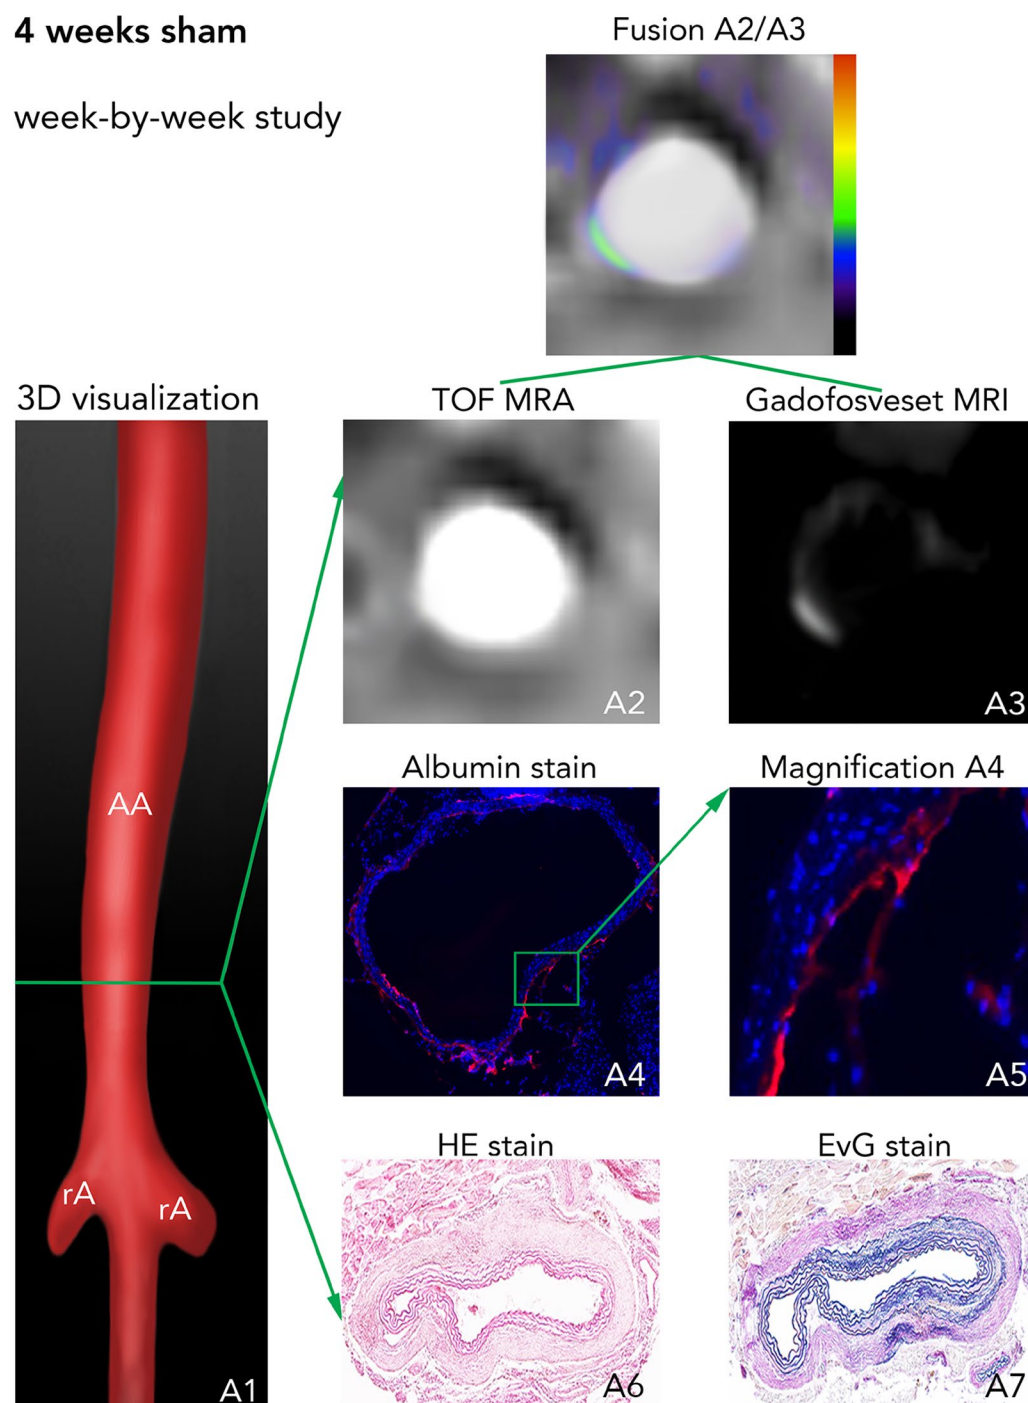 4 weeks sham
Fusion A2/A3
week-by-week study
3D visualization
TOF MRA
Gadofosveset MRI
A2
A3
Albumin stain
Magnification A4
AA
A4
A5
HE stain
EvG stain
rA
rA
A1
A6
A7